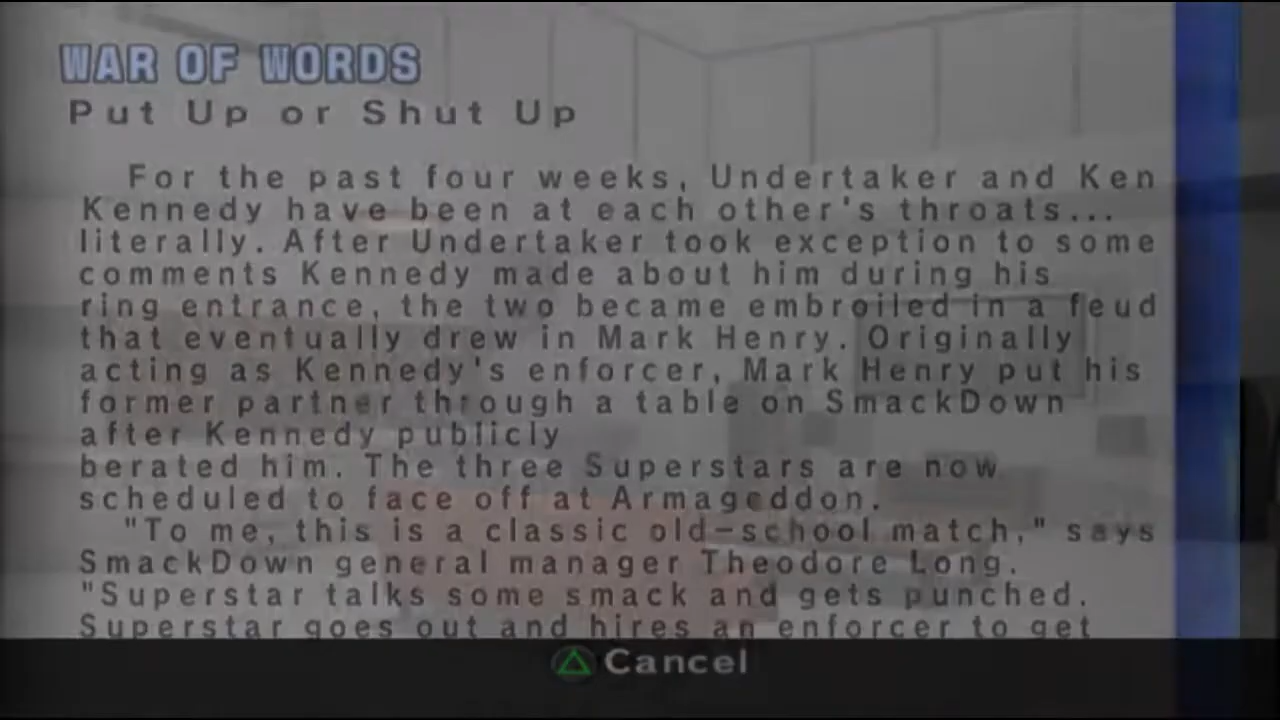 WAR OF WORDS
Put Up or Shut Up
For the past four weeks, Undertaker and Ken
Kennedy have been at each other's throats...
literally. After Undertaker took exception to some
comments Kennedy made about him during his
ring entrance, the two became embroiled in a feud
that eventually drew in Mark Henry. Originally
acting as Kennedy's enforcer, Mark Henry put his
former partner through a table on SmackDown
after Kennedy publicly
berated him. The three Superstars are now
scheduled to face off at Armageddon.
"To me, this is a classic old-school match," says
SmackDown general manager Theodore Long.
"Superstar talks some smack and gets punched.
Superstar goes out and hires an enforcer to get
Cancel